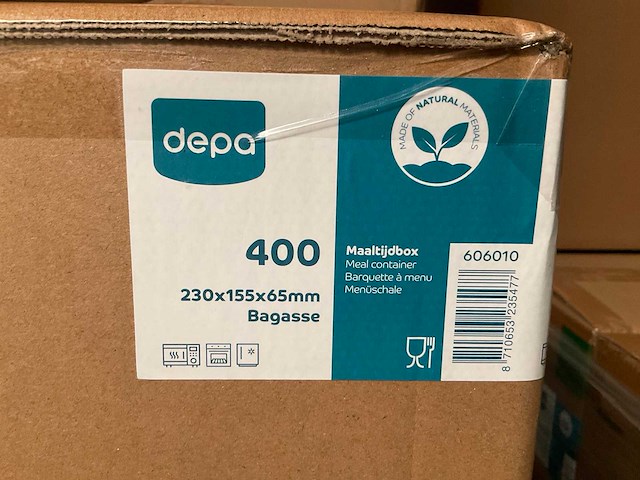 depa
MADE OF NATURAL MATERIALS
400
230x155x65mm
Bagasse
Maaltijdbox
Meal container
Barquette à menu
Menüschale
606010
8 710653 235477